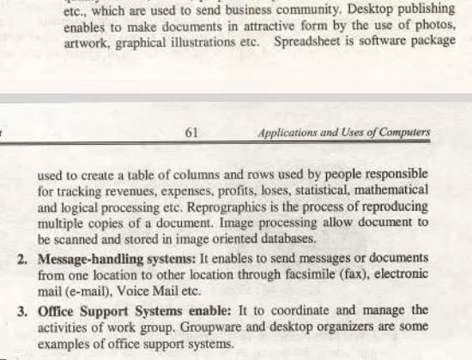 etc., which are used to send business community. Desktop publishing
enables to make documents in attractive form by the use of photos,
artwork, graphical illustrations etc. Spreadsheet is software package
61 Applications and Uses of Computers
used to create a table of columns and rows used by people responsible
for tracking revenues, expenses, profits, loses, statistical, mathematical
and logical processing etc. Reprographics is the process of reproducing
multiple copies of a document. Image processing allow document to
be scanned and stored in image oriented databases.
2. Message-handling systems: It enables to send messages or documents
from one location to other location through facsimile (fax), electronic
mail (e-mail), Voice Mail etc.
3. Office Support Systems enable: It to coordinate and manage the
activities of work group. Groupware and desktop organizers are some
examples of office support systems.